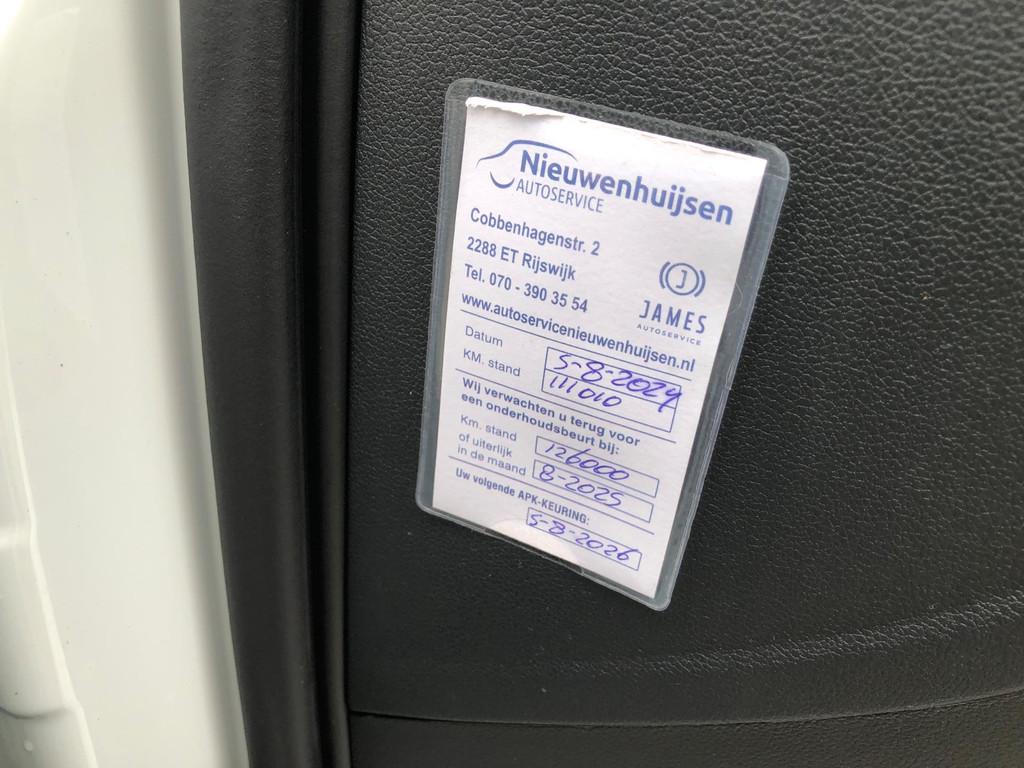 Nieuwenhuijsen
AUTOSERVICE
Cobbenhagenstr. 2
2288 ET Rijswijk
Tel. 070 - 390 35 54
J
JAMES
AUTOSERVICE
www.autoservicenieuwenhuijsen.nl
Datum 5-8-2024
KM. stand 111010
Wij verwachten u terug voor
een onderhoudsbeurt bij:
Km. stand 126000
of uiterlijk
in de maand 8-2025
Uw volgende APK-KEURING:
5-8-2026